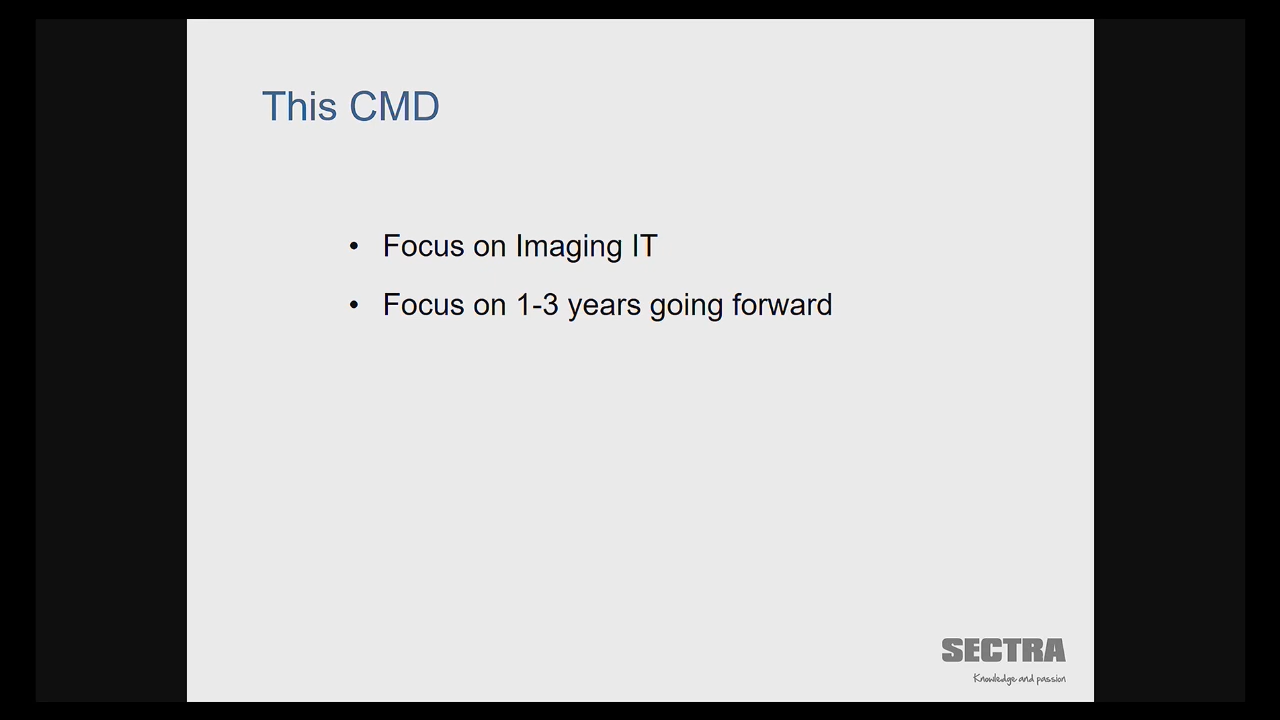 This CMD
• Focus on Imaging IT
• Focus on 1-3 years going forward
SECTRA
Knowledge and passion